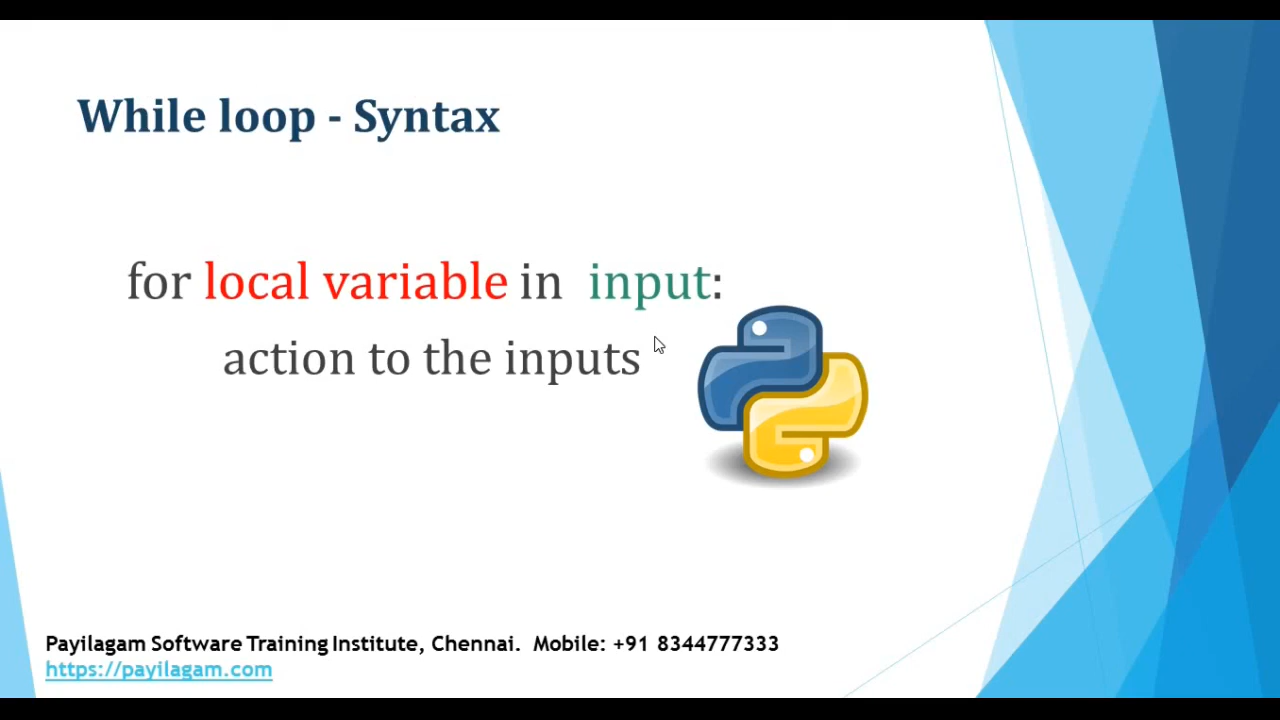 While loop - Syntax
for local variable in input:
action to the inputs
Payilagam Software Training Institute, Chennai. Mobile: +91 8344777333
https://payilagam.com